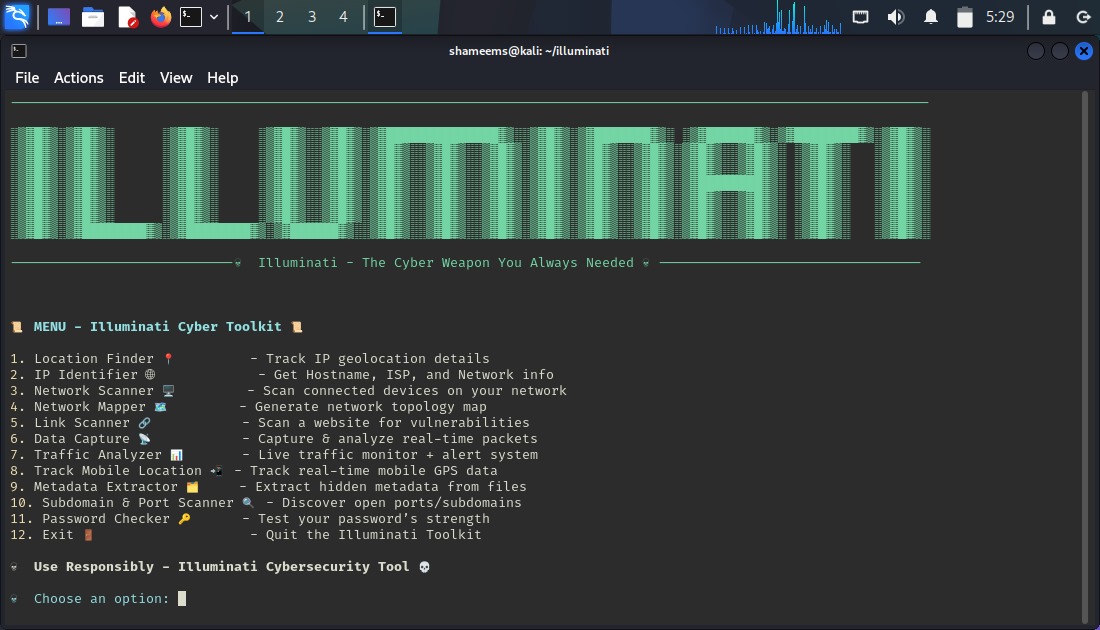 1 2 3 4 5:29
shameems@kali: ~/illuminati
File Actions Edit View Help
ILLUMINATI
Illuminati - The Cyber Weapon You Always Needed
MENU - Illuminati Cyber Toolkit
1. Location Finder 📍 - Track IP geolocation details
2. IP Identifier 🌐 - Get Hostname, ISP, and Network info
3. Network Scanner 🖥️ - Scan connected devices on your network
4. Network Mapper 🗺️ - Generate network topology map
5. Link Scanner 🔗 - Scan a website for vulnerabilities
6. Data Capture 📡 - Capture & analyze real-time packets
7. Traffic Analyzer 📊 - Live traffic monitor + alert system
8. Track Mobile Location 📲 - Track real-time mobile GPS data
9. Metadata Extractor 🗂️ - Extract hidden metadata from files
10. Subdomain & Port Scanner 🔍 - Discover open ports/subdomains
11. Password Checker 🔑 - Test your password’s strength
12. Exit 🚪 - Quit the Illuminati Toolkit
Use Responsibly - Illuminati Cybersecurity Tool 💀
Choose an option: